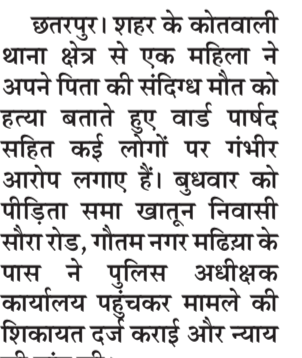 छतरपुर। शहर के कोतवाली
थाना क्षेत्र से एक महिला ने
अपने पिता की संदिग्ध मौत को
हत्या बताते हुए वार्ड पार्षद
सहित कई लोगों पर गंभीर
आरोप लगाए हैं। बुधवार को
पीड़िता समा खातून निवासी
सौरा रोड, गौतम नगर मढिय़ा के
पास ने पुलिस अधीक्षक
कार्यालय पहुंचकर मामले की
शिकायत दर्ज कराई और न्याय